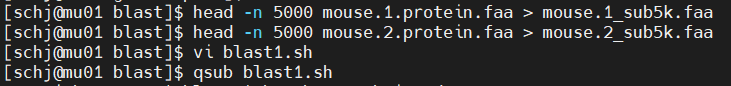 [schj@mu01 blast]$ head -n 5000 mouse.1.protein.faa > mouse.1_sub5k.faa
[schj@mu01 blast]$ head -n 5000 mouse.2.protein.faa > mouse.2_sub5k.faa
[schj@mu01 blast]$ vi blast1.sh
[schj@mu01 blast]$ qsub blast1.sh